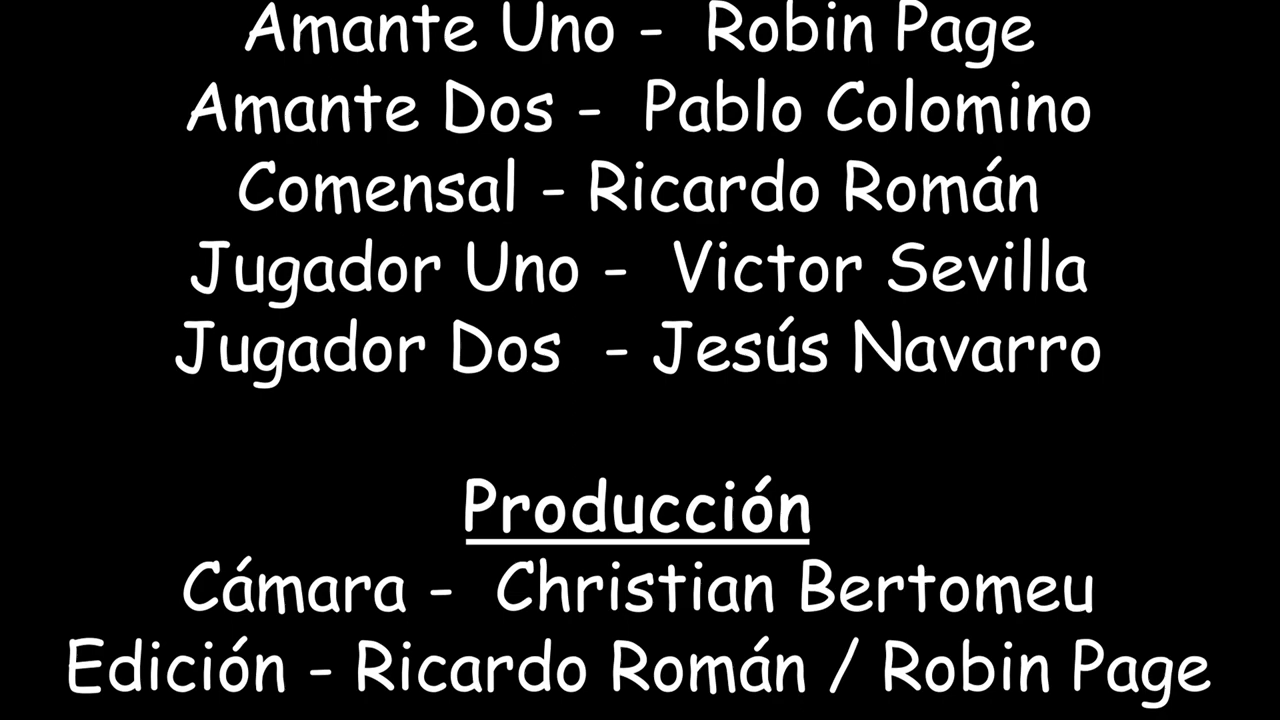 Amante Uno -  Robin Page
Amante Dos -  Pablo Colomino
Comensal - Ricardo Román
Jugador Uno -  Victor Sevilla
Jugador Dos  - Jesús Navarro
Producción
Cámara -  Christian Bertomeu
Edición - Ricardo Román / Robin Page